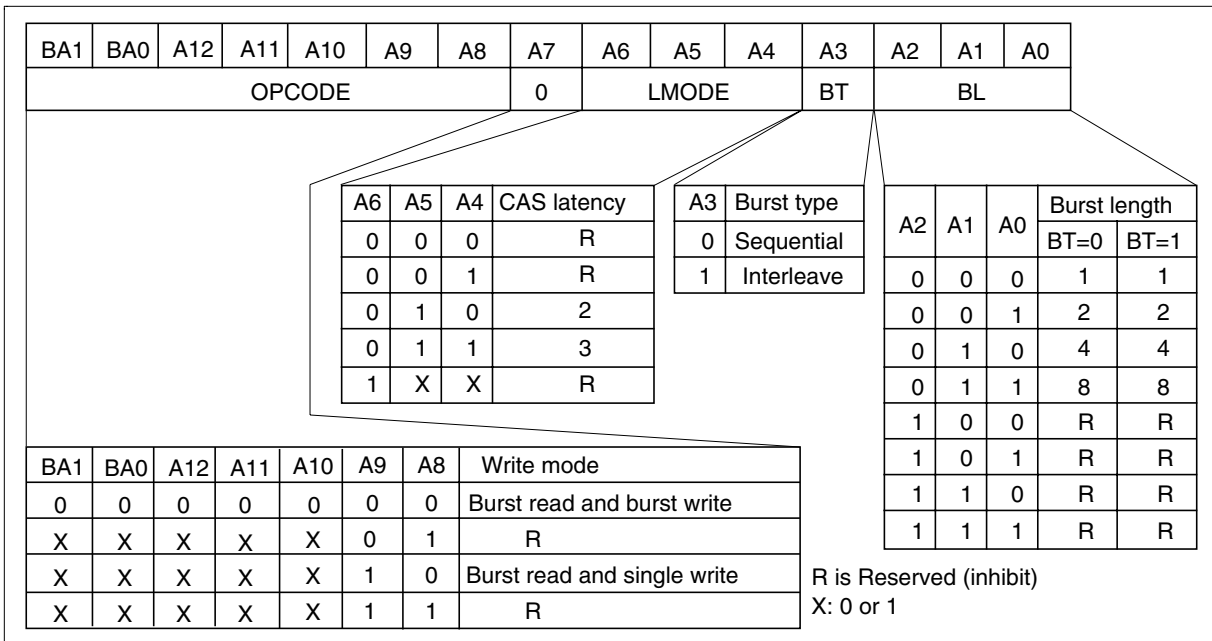 BA1 BA0 A12 A11 A10 A9 A8 A7 A6 A5 A4 A3 A2 A1 A0
OPCODE 0 LMODE BT BL
A6 A5 A4 CAS latency
0 0 0 R
0 0 1 R
0 1 0 2
0 1 1 3
1 X X R
A3 Burst type
0 Sequential
1 Interleave
A2 A1 A0 Burst length
BT=0 BT=1
0 0 0 1 1
0 0 1 2 2
0 1 0 4 4
0 1 1 8 8
1 0 0 R R
1 0 1 R R
1 1 0 R R
1 1 1 R R
BA1 BA0 A12 A11 A10 A9 A8 Write mode
0 0 0 0 0 0 0 Burst read and burst write
X X X X X 0 1 R
X X X X X 1 0 Burst read and single write
X X X X X 1 1 R
R is Reserved (inhibit)
X: 0 or 1